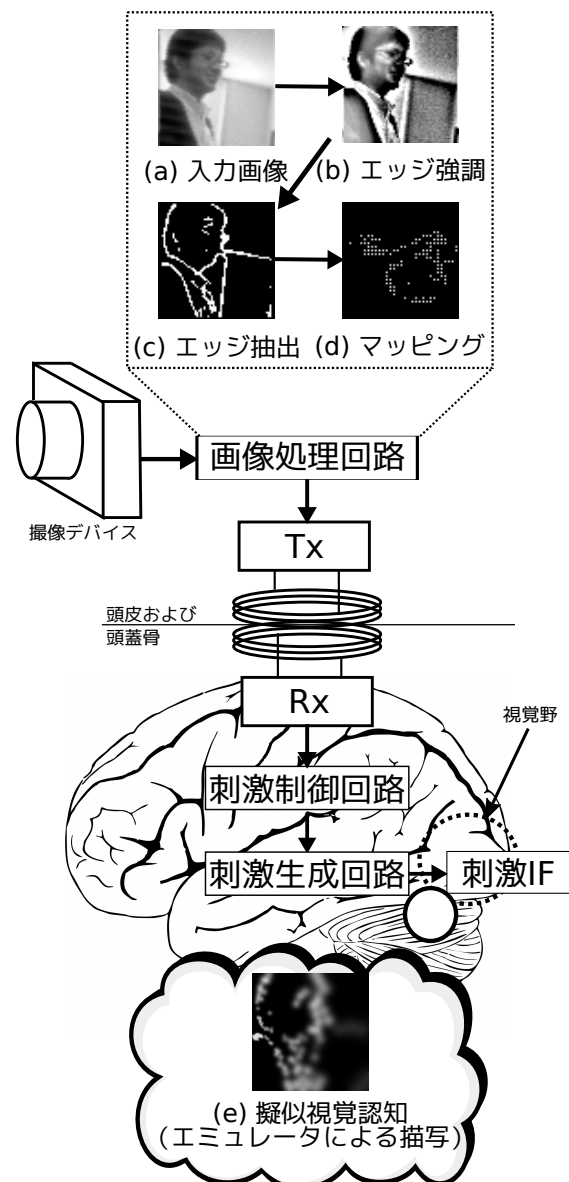 (a) 入力画像
(b) エッジ強調
(c) エッジ抽出
(d) マッピング
画像処理回路
撮像デバイス
Tx
頭皮および
頭蓋骨
Rx
視覚野
刺激制御回路
刺激生成回路
刺激IF
(e) 擬似視覚認知
(エミュレータによる描写)